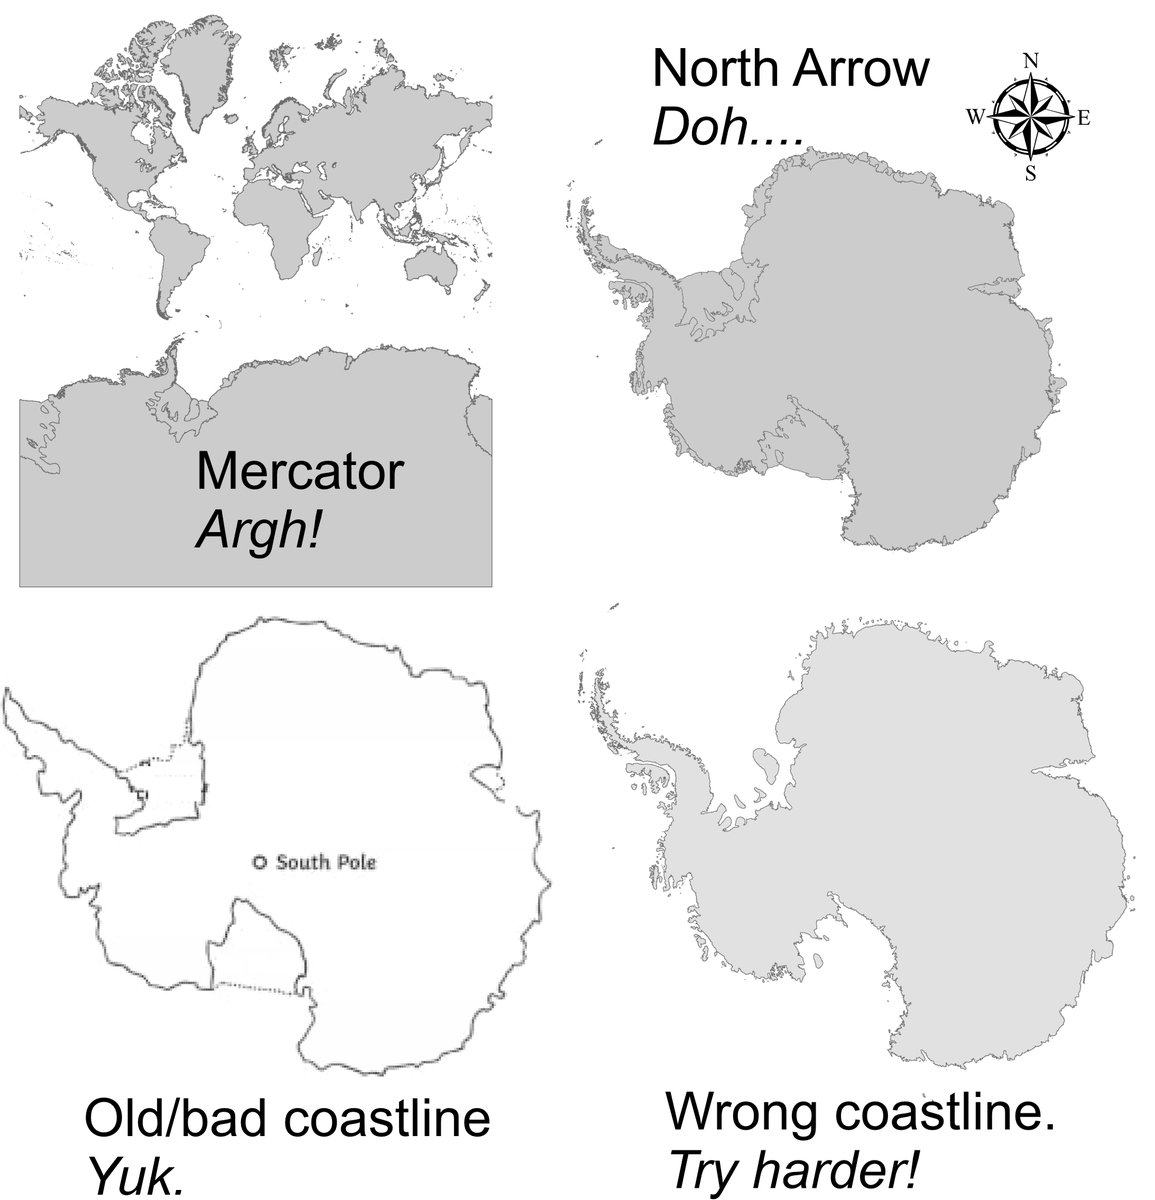 North Arrow
Doh....
N
W
E
S
Mercator
Argh!
South Pole
Old/bad coastline
Yuk.
Wrong coastline.
Try harder!